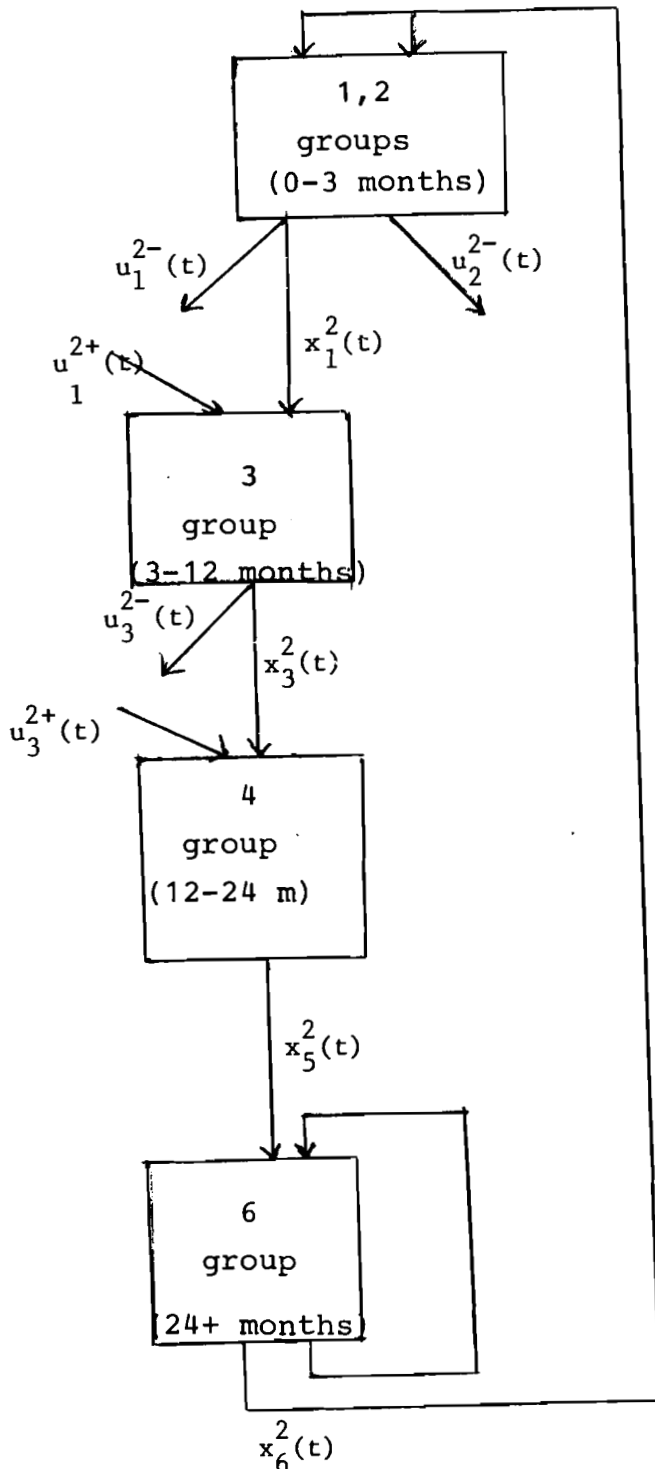 1,2
groups
(0-3 months)
u_1^{2-}(t)
u_2^{2-}(t)
x_1^2(t)
u_1^{2+}(t)
3
group
(3-12 months)
u_3^{2-}(t)
x_3^2(t)
u_3^{2+}(t)
4
group
(12-24 m)
x_5^2(t)
6
group
(24+ months)
x_6^2(t)